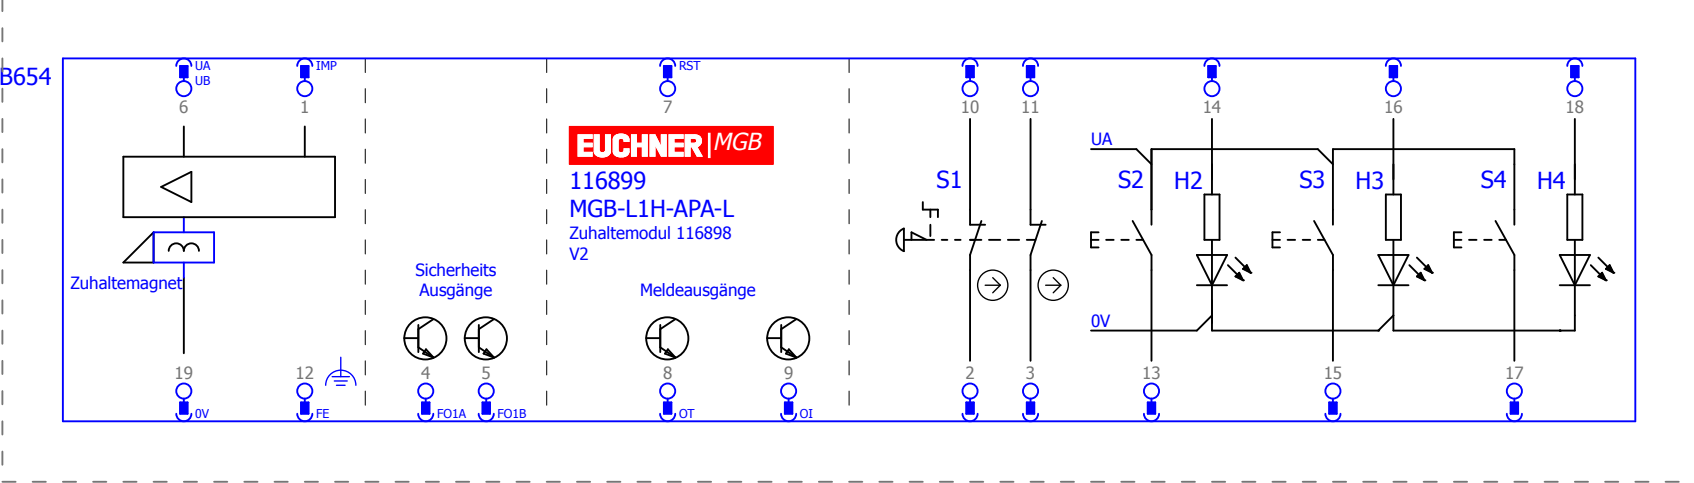 B654
UA
UB
IMP
RST
6
1
7
10
11
14
16
18
EUCHNER|MGB
116899
MGB-L1H-APA-L
Zuhaltemodul 116898
V2
UA
S1
S2
H2
S3
H3
S4
H4
Zuhaltemagnet
Sicherheits
Ausgänge
Meldeausgänge
0V
19
12
4
5
8
9
2
3
13
15
17
0V
FE
FO1A
FO1B
OT
OI